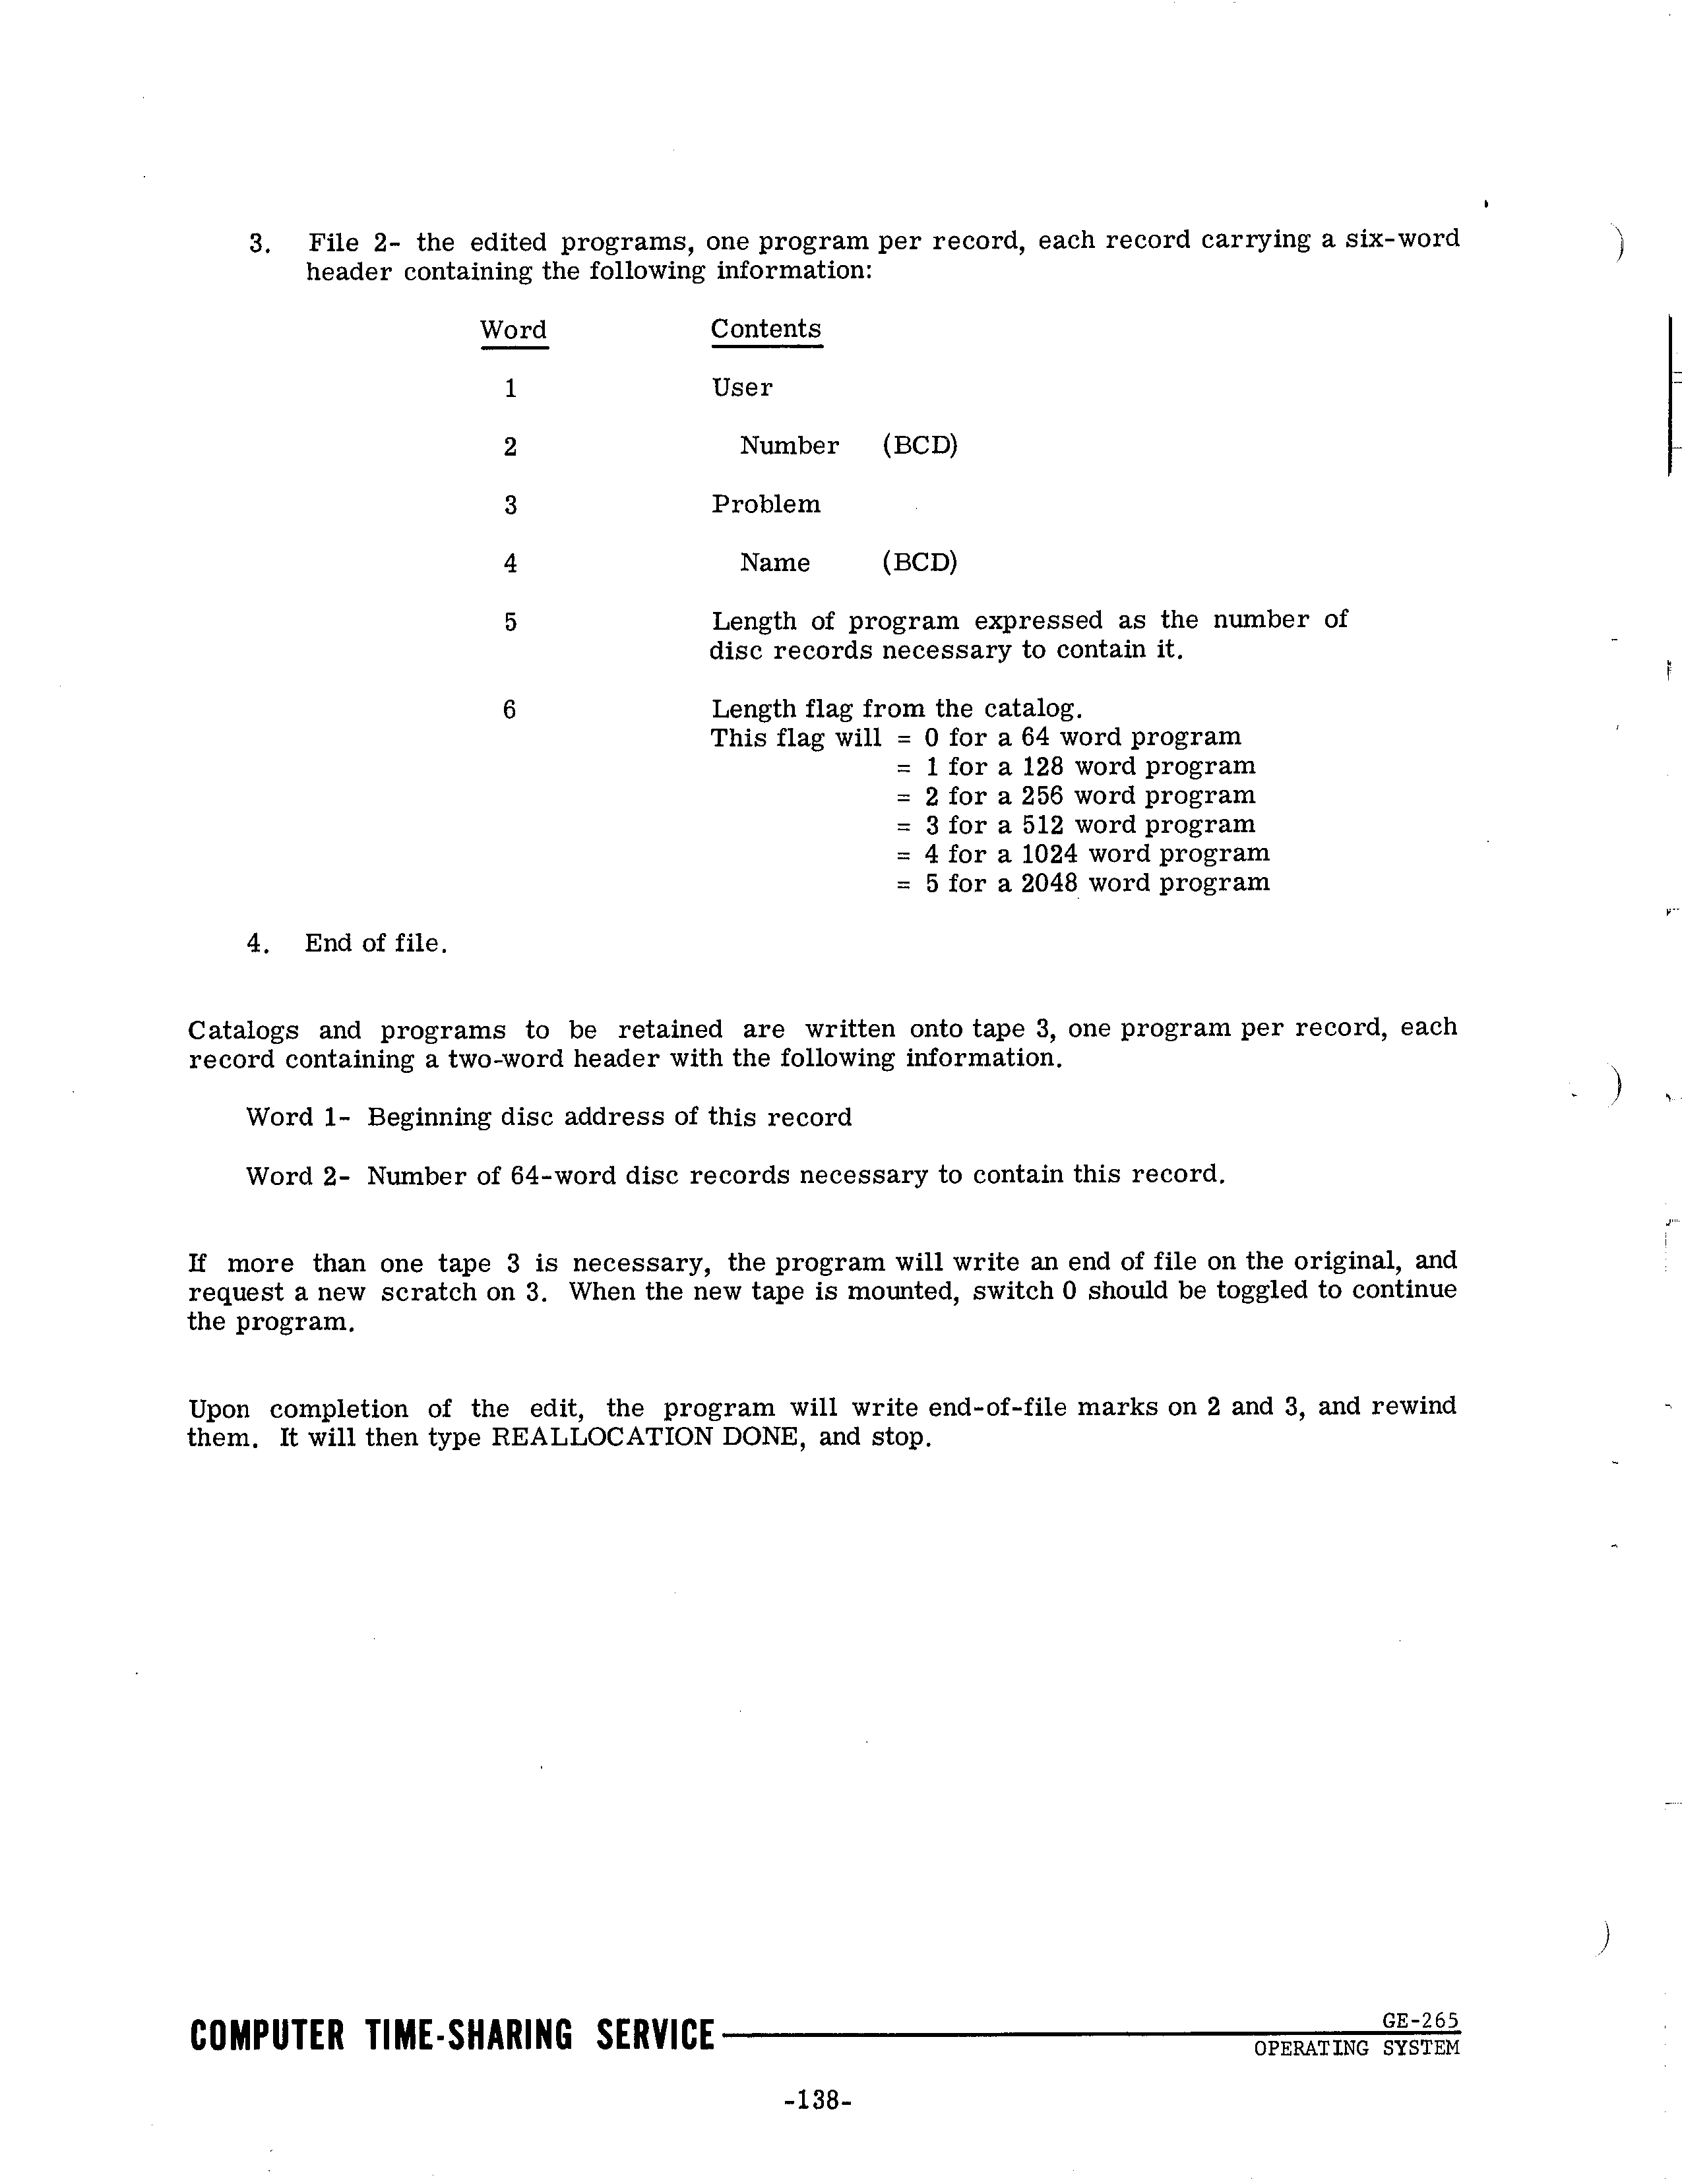 3. File 2- the edited programs, one program per record, each record carrying a six-word
header containing the following information:
Word Contents
1 User
2 Number (BCD)
3 Problem
4 Name (BCD)
5 Length of program expressed as the number of
disc records necessary to contain it.
6 Length flag from the catalog.
This flag will = 0 for a 64 word program
= 1 for a 128 word program
= 2 for a 256 word program
= 3 for a 512 word program
= 4 for a 1024 word program
= 5 for a 2048 word program
4. End of file.
Catalogs and programs to be retained are written onto tape 3, one program per record, each
record containing a two-word header with the following information.
Word 1- Beginning disc address of this record
Word 2- Number of 64-word disc records necessary to contain this record.
If more than one tape 3 is necessary, the program will write an end of file on the original, and
request a new scratch on 3. When the new tape is mounted, switch 0 should be toggled to continue
the program.
Upon completion of the edit, the program will write end-of-file marks on 2 and 3, and rewind
them. It will then type REALLOCATION DONE, and stop.
COMPUTER TIME-SHARING SERVICE
GE-265
OPERATING SYSTEM
-138-